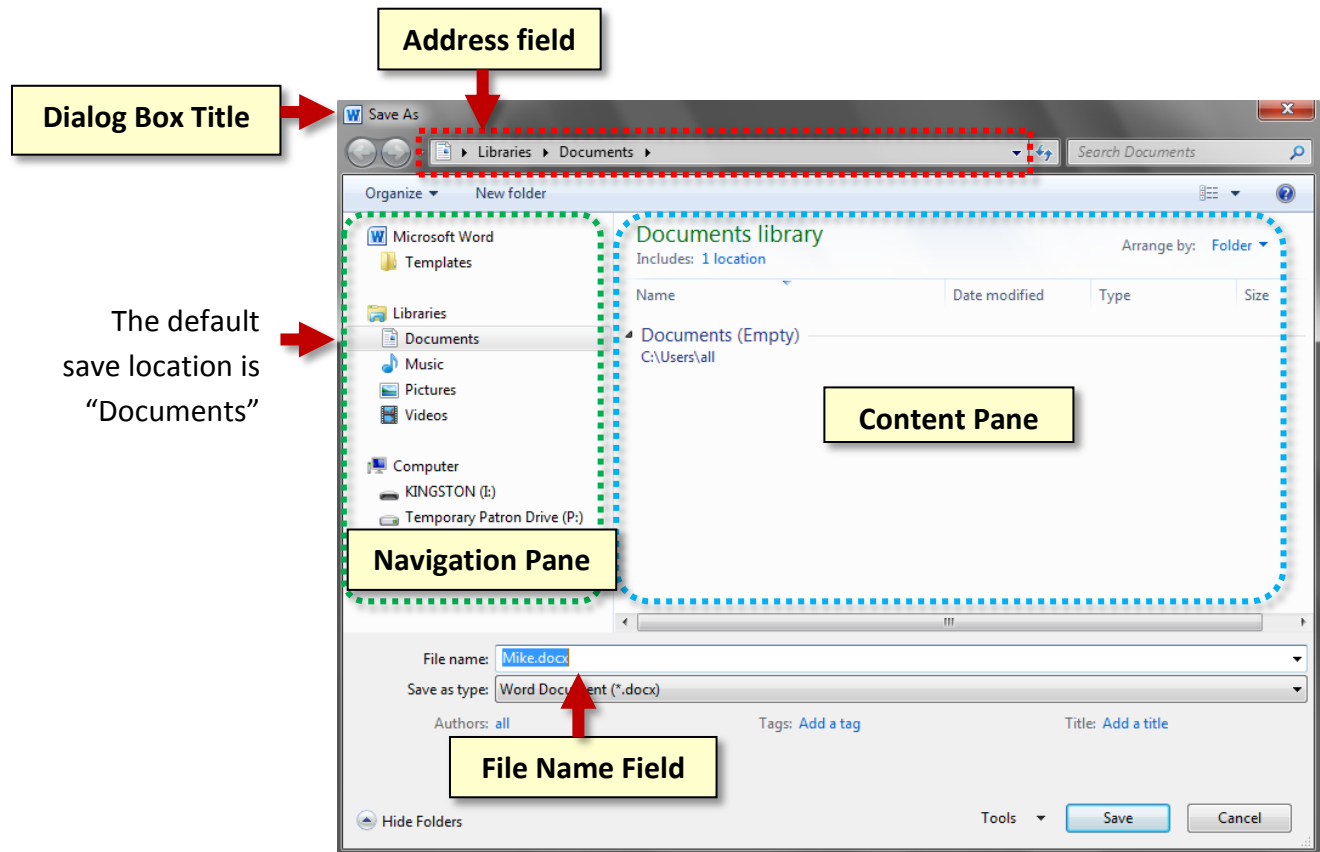 Address field
Dialog Box Title
Save As
Libraries Documents
Search Documents
Organize New folder
Microsoft Word
Templates
Libraries
Documents
Music
Pictures
Videos
Computer
KINGSTON (I:)
Temporary Patron Drive (P:)
Navigation Pane
The default
save location is
“Documents”
Documents library
Includes: 1 location
Arrange by: Folder
Name Date modified Type Size
Documents (Empty)
C:\Users\all
Content Pane
File name: Mike.docx
Save as type: Word Document (*.docx)
Authors: all Tags: Add a tag Title: Add a title
File Name Field
Hide Folders Tools Save Cancel